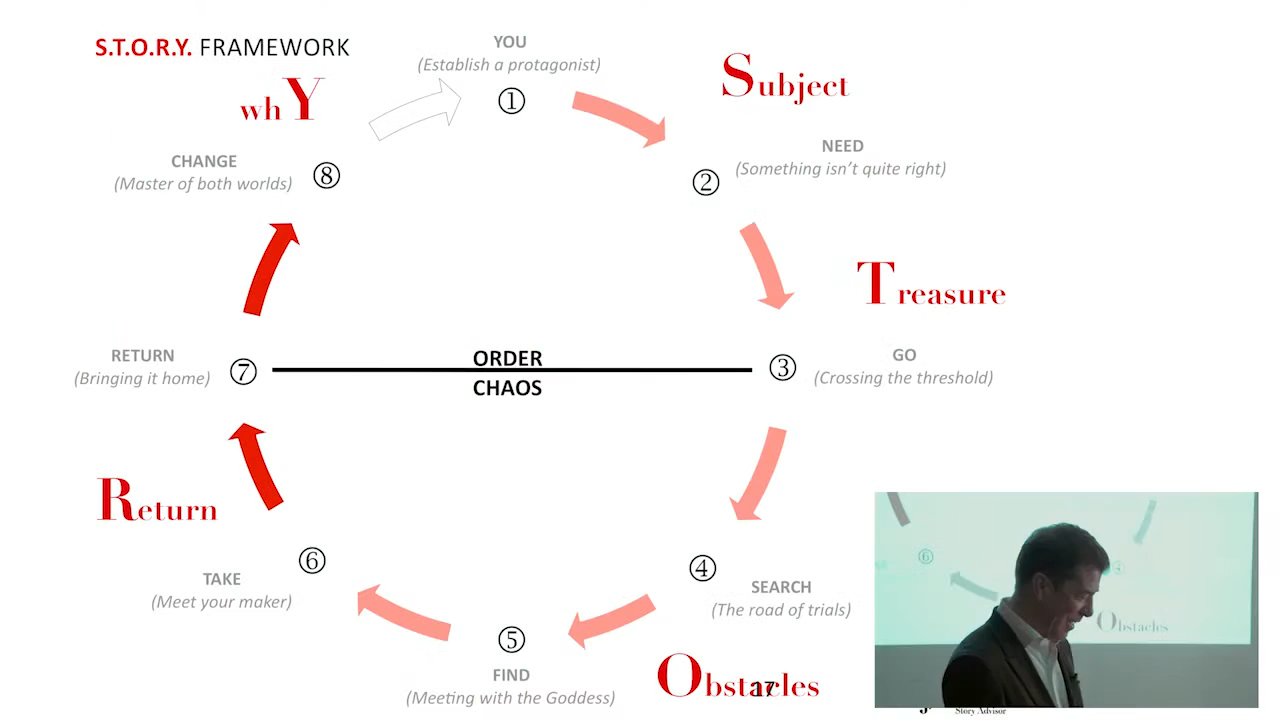 S.T.O.R.Y. FRAMEWORK
YOU
(Establish a protagonist)
①
Subject
whY
NEED
(Something isn't quite right)
②
CHANGE
(Master of both worlds)
⑧
Treasure
ORDER
CHAOS
RETURN
(Bringing it home)
⑦
③
GO
(Crossing the threshold)
Return
⑥
TAKE
(Meet your maker)
④
SEARCH
(The road of trials)
⑤
FIND
(Meeting with the Goddess)
Obstacles
17
⑥
④
Obstacles
Story Advisor